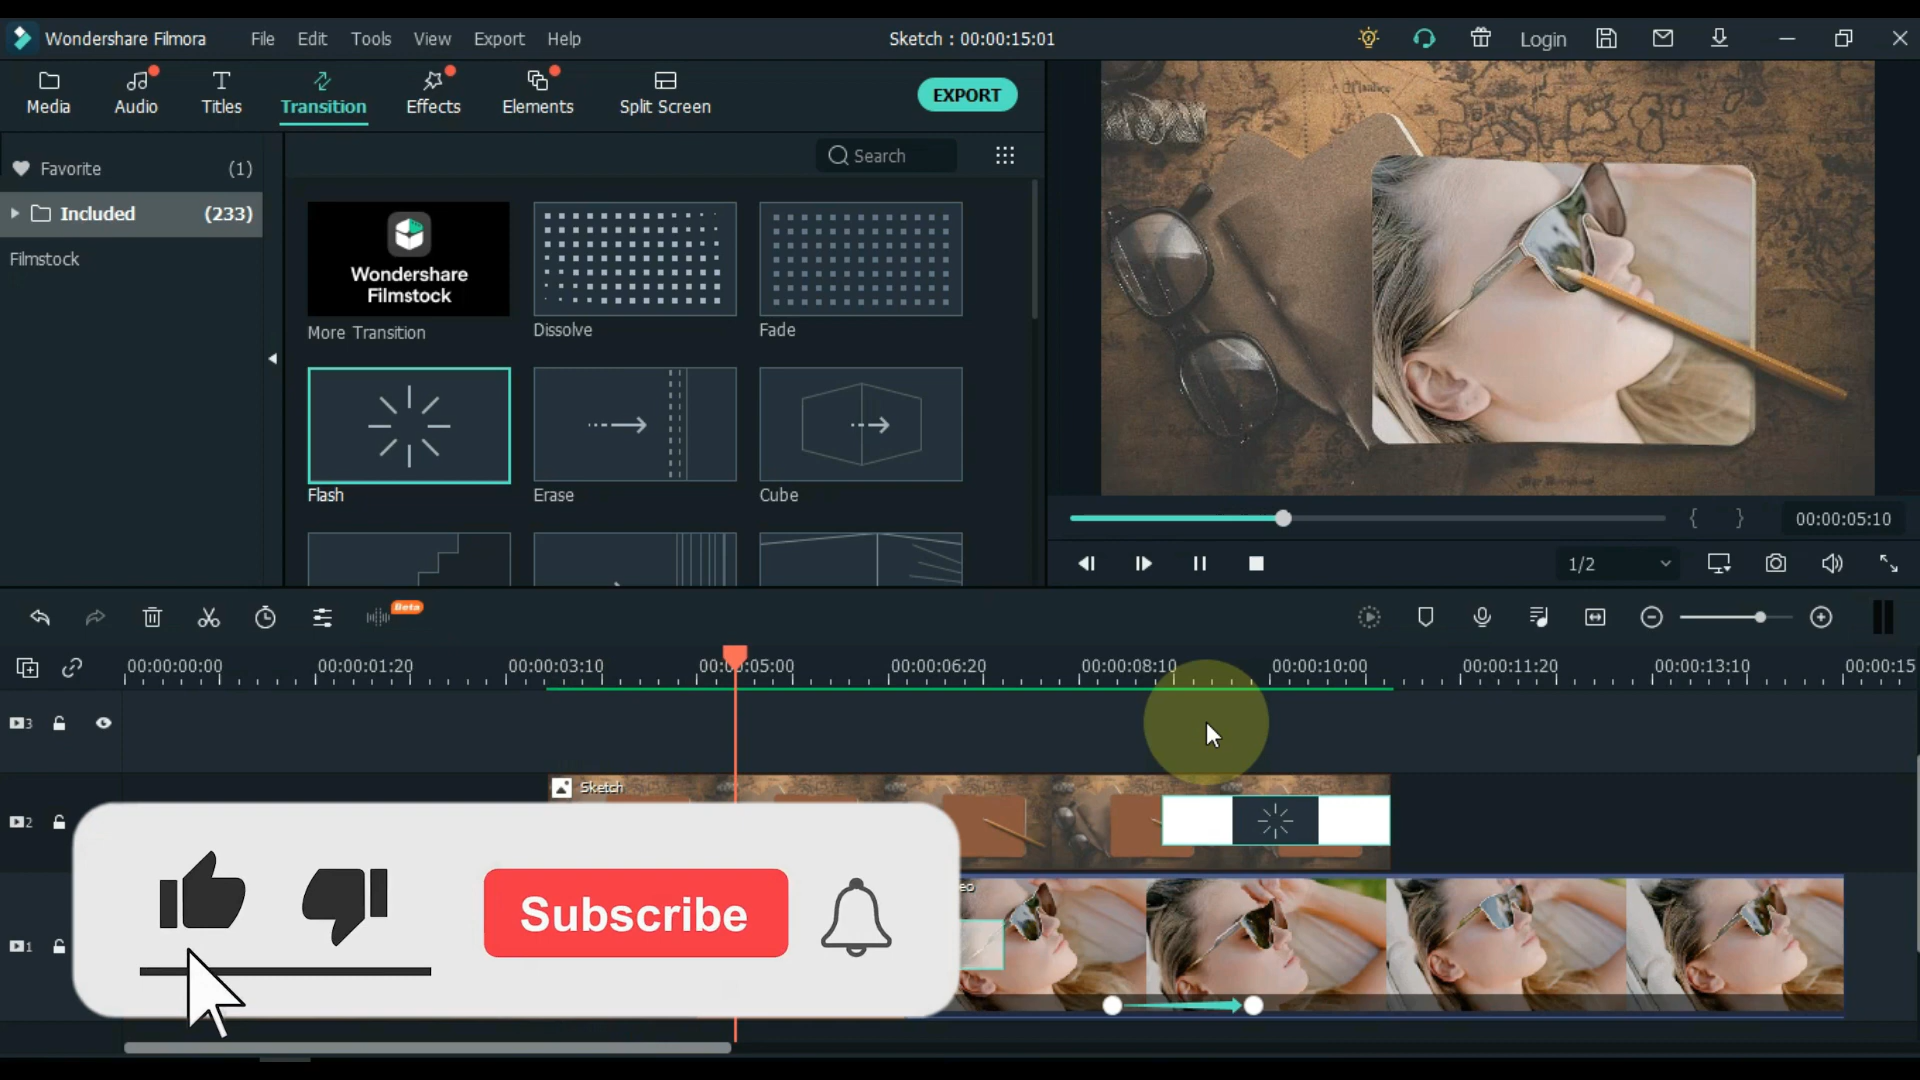 Wondershare Filmora File Edit Tools View Export Help Sketch : 00:00:15:01 Login
Media Audio Titles Transition Effects Elements Split Screen EXPORT
Search
Favorite (1)
Included (233)
Filmstock
Wondershare
Filmstock
More Transition Dissolve Fade
Flash Erase Cube
00:00:05:10
1/2
Beta
00:00:00:00 00:00:01:20 00:00:03:10 00:00:05:00 00:00:06:20 00:00:08:10 00:00:10:00 00:00:11:20 00:00:13:10 00:00:15
3
Sketch
2
eo
Subscribe
1